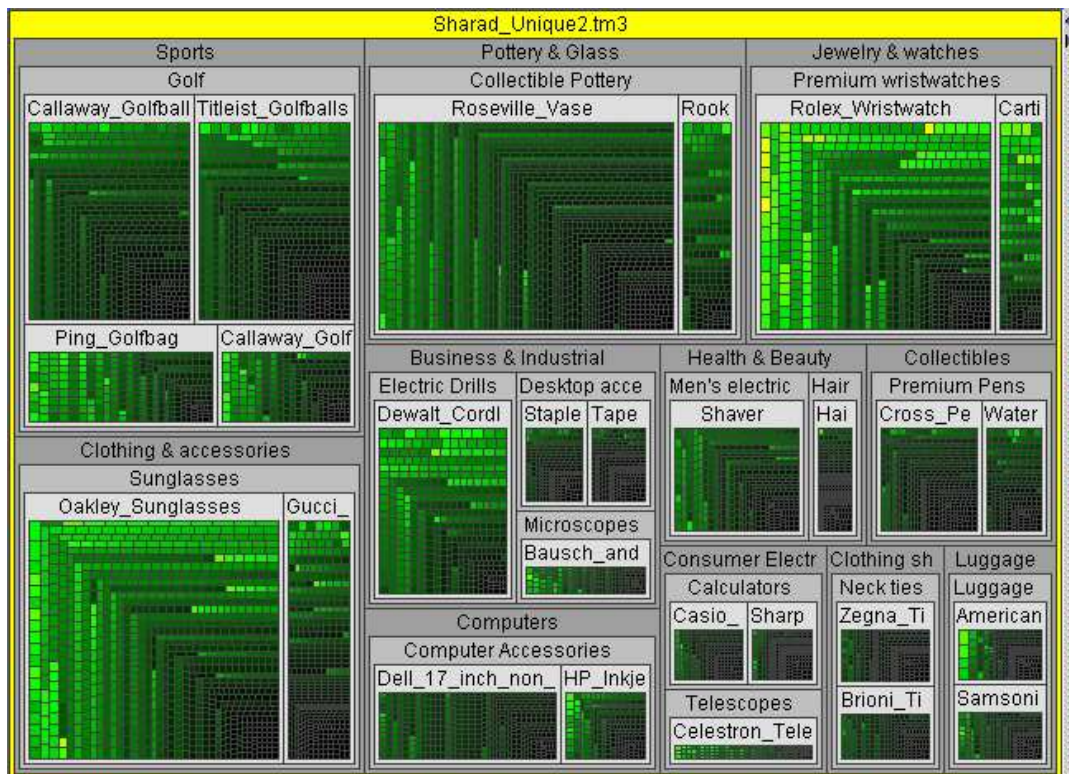 Sharad_Unique2.tm3
Sports
Golf
Callaway_Golfball
Titleist_Golfballs
Ping_Golfbag
Callaway_Golf
Clothing & accessories
Sunglasses
Oakley_Sunglasses
Gucci_
Pottery & Glass
Collectible Pottery
Roseville_Vase
Rook
Jewelry & watches
Premium wristwatches
Rolex_Wristwatch
Carti
Business & Industrial
Electric Drills
Dewalt_Cordl
Desktop acce
Staple
Tape
Microscopes
Bausch_and
Computers
Computer Accessories
Dell_17_inch_non_
HP_Inkje
Health & Beauty
Men's electric
Shaver
Hair
Hai
Collectibles
Premium Pens
Cross_Pe
Water
Consumer Electr
Calculators
Casio_
Sharp
Telescopes
Celestron_Tele
Clothing sh
Neck ties
Zegna_Ti
Brioni_Ti
Luggage
Luggage
American
Samsoni